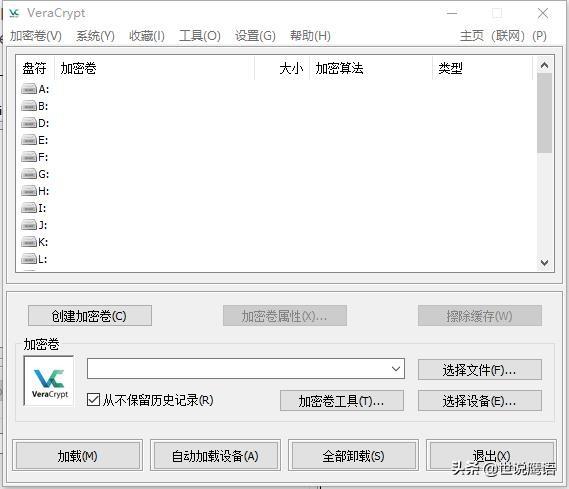 VeraCrypt
加密卷(V) 系统(Y) 收藏(I) 工具(O) 设置(G) 帮助(H) 主页（联网）(P)
盘符 加密卷 大小 加密算法 类型
A:
B:
D:
E:
F:
G:
H:
I:
J:
K:
L:
创建加密卷(C) 加密卷属性(X)... 擦除缓存(W)
加密卷
选择文件(F)...
VeraCrypt
从不保留历史记录(R) 加密卷工具(T)... 选择设备(E)...
加载(M) 自动加载设备(A) 全部卸载(S) 退出(X)
头条 @世说鹰语